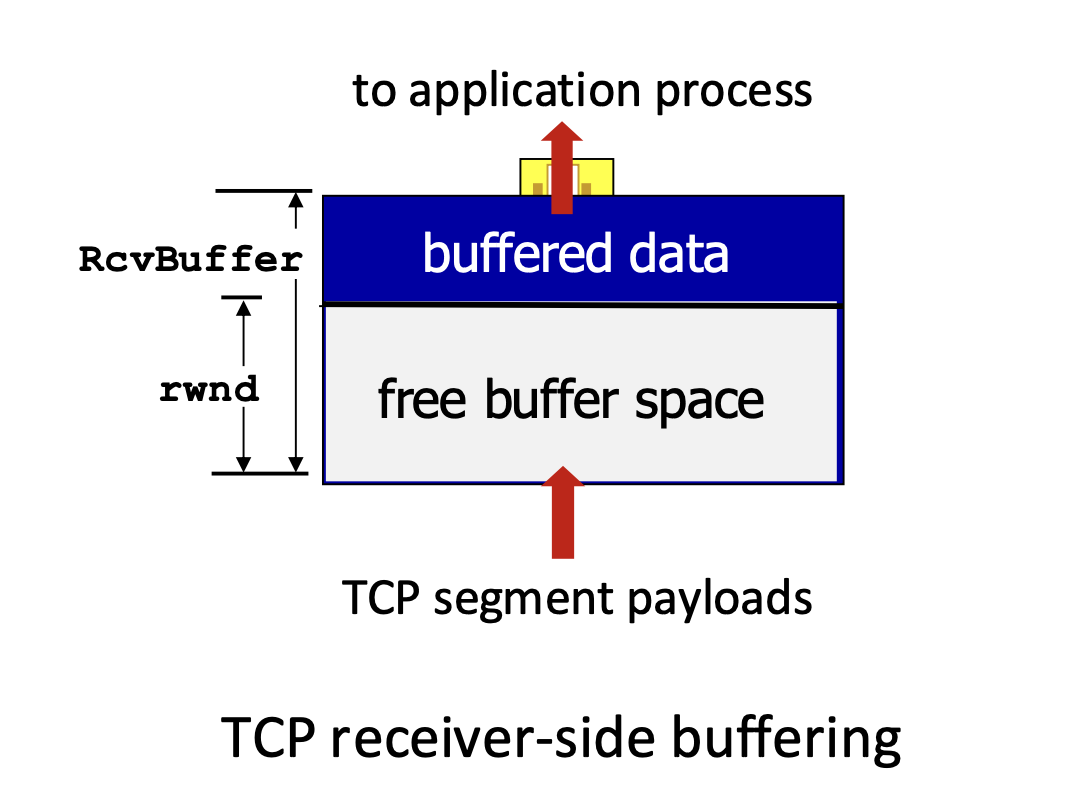 to application process
buffered data
RcvBuffer
rwnd
free buffer space
TCP segment payloads
TCP receiver-side buffering